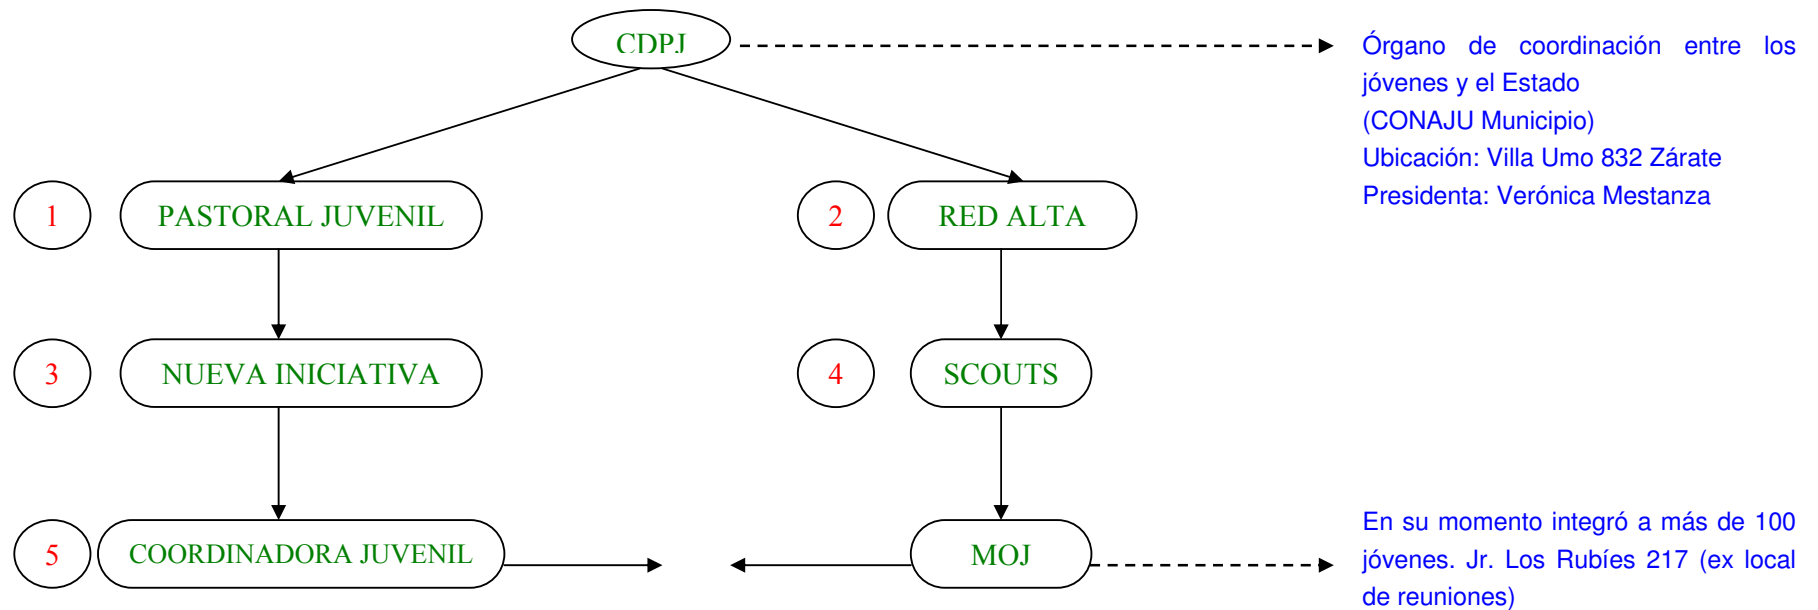 CDPJ
Órgano de coordinación entre los
jóvenes y el Estado
(CONAJU Municipio)
Ubicación: Villa Umo 832 Zárate
Presidenta: Verónica Mestanza
1 PASTORAL JUVENIL
2 RED ALTA
3 NUEVA INICIATIVA
4 SCOUTS
5 COORDINADORA JUVENIL
MOJ
En su momento integró a más de 100
jóvenes. Jr. Los Rubíes 217 (ex local
de reuniones)